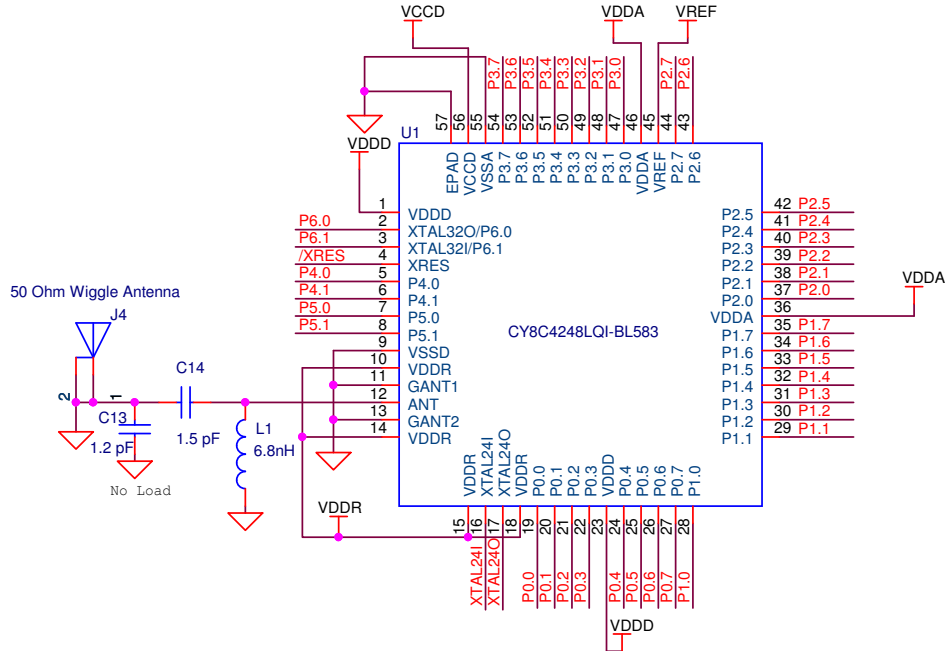 VCCD
VDDA
VREF
P3.7
P3.6
P3.5
P3.4
P3.3
P3.2
P3.1
P3.0
P2.7
P2.6
57
56
55
54
53
52
51
50
49
48
47
46
45
44
43
U1
VDDD
EPAD
VCCD
VSSA
P3.7
P3.6
P3.5
P3.4
P3.3
P3.2
P3.1
P3.0
VDDA
VREF
P2.7
P2.6
1 VDDD
P6.0 2 XTAL32O/P6.0
P6.1 3 XTAL32I/P6.1
/XRES 4 XRES
P4.0 5 P4.0
P4.1 6 P4.1
P5.0 7 P5.0
P5.1 8 P5.1
9 VSSD
10 VDDR
11 GANT1
12 ANT
13 GANT2
14 VDDR
CY8C4248LQI-BL583
P2.5 42 P2.5
P2.4 41 P2.4
P2.3 40 P2.3
P2.2 39 P2.2
P2.1 38 P2.1
P2.0 37 P2.0
VDDA 36
VDDA
P1.7 35 P1.7
P1.6 34 P1.6
P1.5 33 P1.5
P1.4 32 P1.4
P1.3 31 P1.3
P1.2 30 P1.2
P1.1 29 P1.1
50 Ohm Wiggle Antenna
J4
2
1
C14
1.5 pF
C13
1.2 pF
No Load
L1
6.8nH
VDDR
VDDR
XTAL24I
XTAL24O
VDDR
P0.0
P0.1
P0.2
P0.3
VDDD
P0.4
P0.5
P0.6
P0.7
P1.0
15
16
17
18
19
20
21
22
23
24
25
26
27
28
XTAL24I
XTAL24O
P0.0
P0.1
P0.2
P0.3
P0.4
P0.5
P0.6
P0.7
P1.0
VDDD